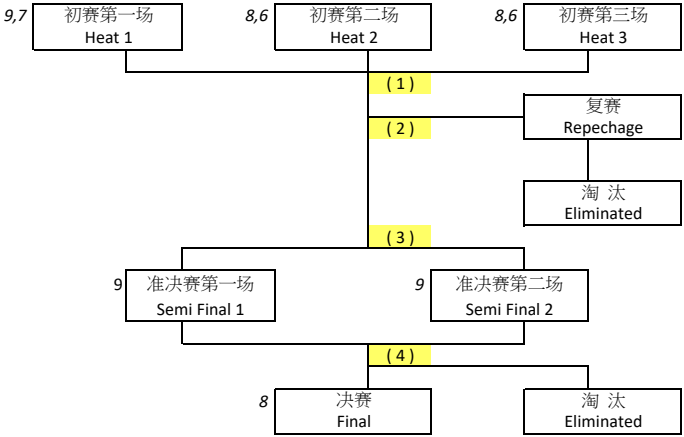 9,7
初赛第一场
Heat 1
8,6
初赛第二场
Heat 2
8,6
初赛第三场
Heat 3
( 1 )
( 2 )
复赛
Repechage
淘 汰
Eliminated
( 3 )
9
准决赛第一场
Semi Final 1
9
准决赛第二场
Semi Final 2
( 4 )
8
决赛
Final
淘 汰
Eliminated